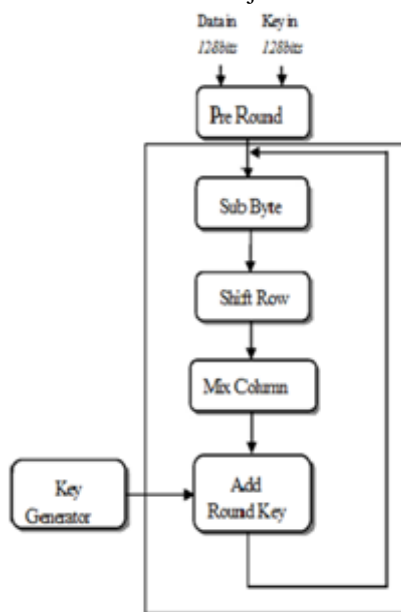 Data in Key in
128bits 128bits
Pre Round
Sub Byte
Shift Row
Mix Column
Add
Round Key
Key
Generator